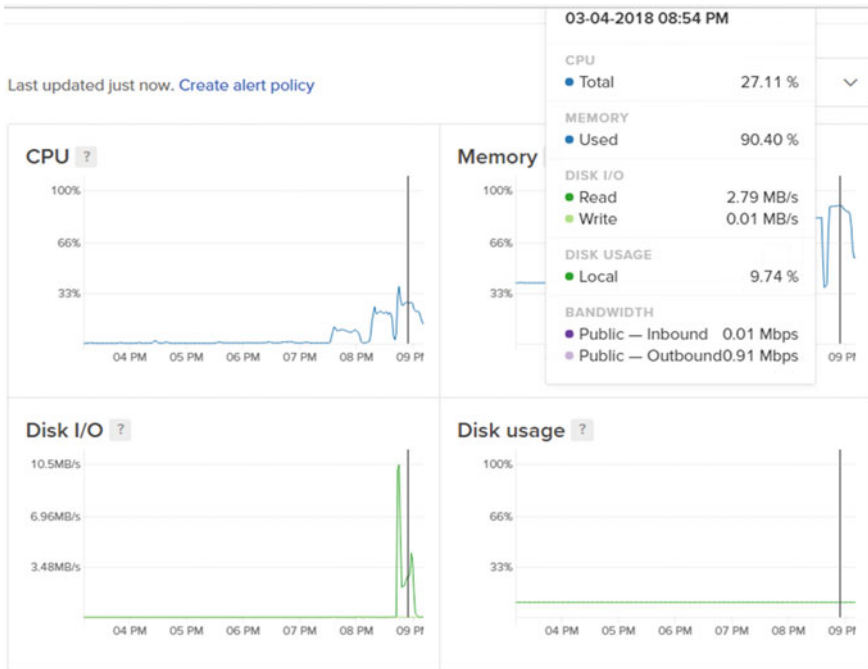 03-04-2018 08:54 PM
Last updated just now. Create alert policy
CPU
Total 27.11 %
MEMORY
Used 90.40 %
DISK I/O
Read 2.79 MB/s
Write 0.01 MB/s
DISK USAGE
Local 9.74 %
BANDWIDTH
Public — Inbound 0.01 Mbps
Public — Outbound 0.91 Mbps
CPU ?
100%
66%
33%
04 PM 05 PM 06 PM 07 PM 08 PM 09 P
Memory
100%
66%
33%
09 P
Disk I/O ?
10.5MB/s
6.96MB/s
3.48MB/s
04 PM 05 PM 06 PM 07 PM 08 PM 09 P
Disk usage ?
100%
66%
33%
04 PM 05 PM 06 PM 07 PM 08 PM 09 P